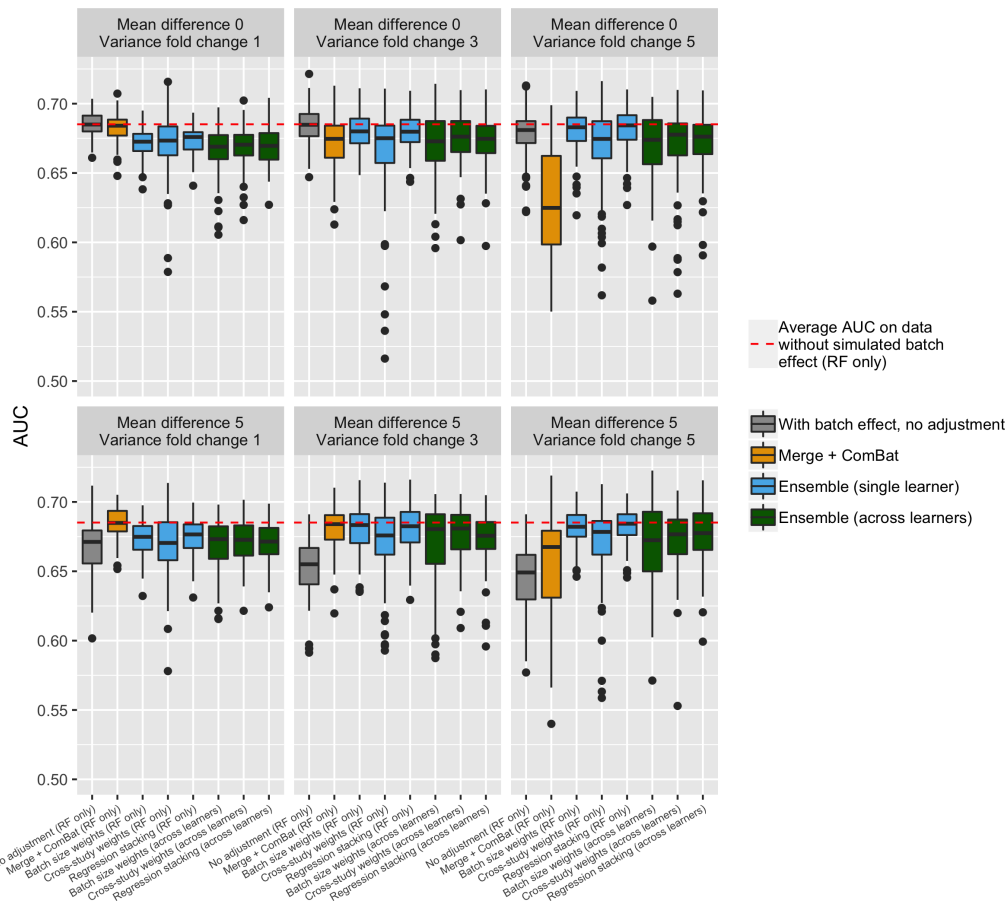 Mean difference 0
Variance fold change 1
Mean difference 0
Variance fold change 3
Mean difference 0
Variance fold change 5
0.70
0.65
0.60
0.55
0.50
AUC
Mean difference 5
Variance fold change 1
Mean difference 5
Variance fold change 3
Mean difference 5
Variance fold change 5
0.70
0.65
0.60
0.55
0.50
o adjustment (RF only)
Merge + ComBat (RF only)
Batch size weights (RF only)
Cross-study weights (RF only)
Regression stacking (RF only)
Batch size weights (across learners)
Cross-study weights (across learners)
Regression stacking (across learners)
No adjustment (RF only)
Merge + ComBat (RF only)
Batch size weights (RF only)
Cross-study weights (RF only)
Regression stacking (RF only)
Batch size weights (across learners)
Cross-study weights (across learners)
Regression stacking (across learners)
No adjustment (RF only)
Merge + ComBat (RF only)
Batch size weights (RF only)
Cross-study weights (RF only)
Regression stacking (RF only)
Batch size weights (across learners)
Cross-study weights (across learners)
Regression stacking (across learners)
Average AUC on data
without simulated batch
effect (RF only)
With batch effect, no adjustment
Merge + ComBat
Ensemble (single learner)
Ensemble (across learners)